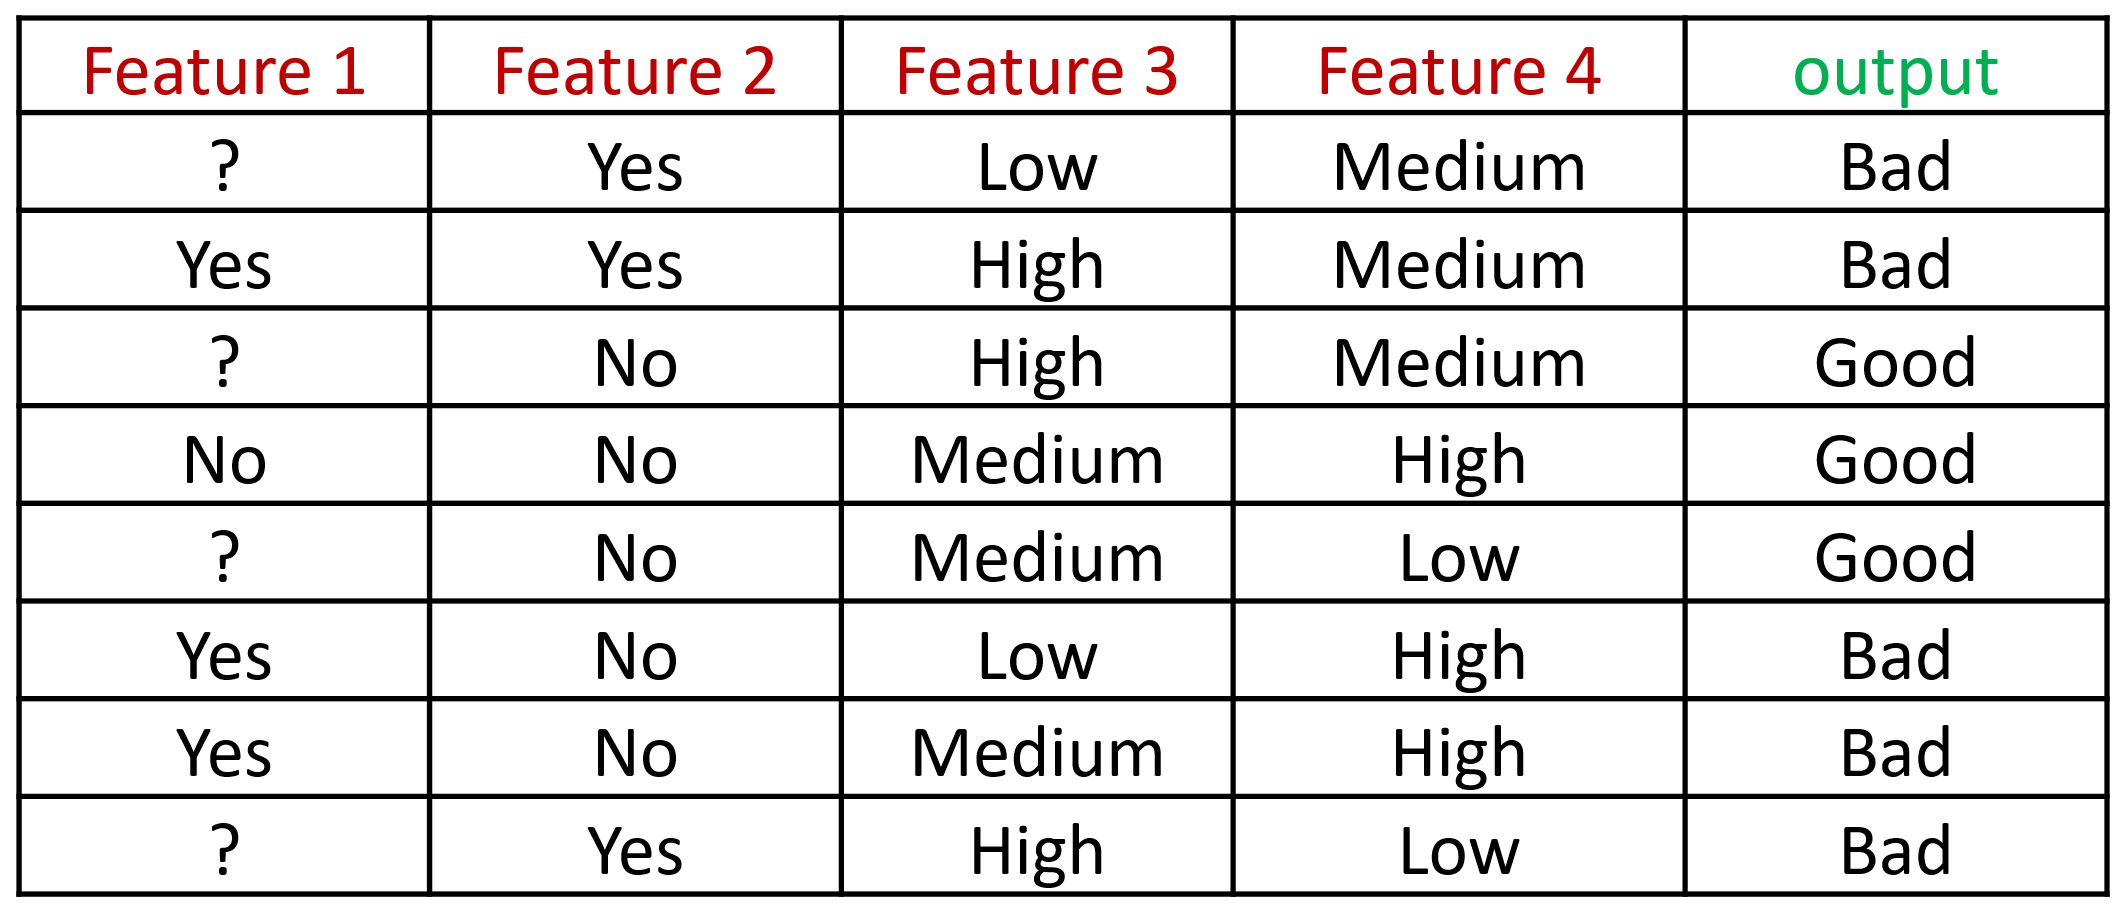 Feature 1 Feature 2 Feature 3 Feature 4 output
? Yes Low Medium Bad
Yes Yes High Medium Bad
? No High Medium Good
No No Medium High Good
? No Medium Low Good
Yes No Low High Bad
Yes No Medium High Bad
? Yes High Low Bad